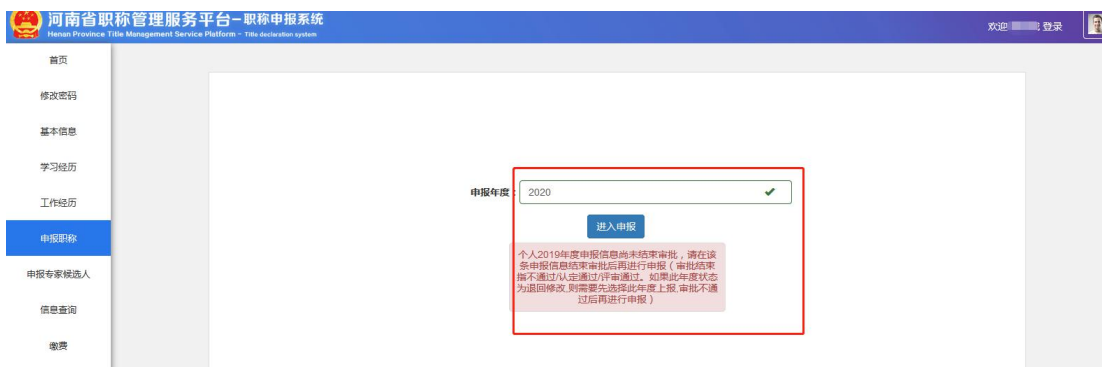 河南省职称管理服务平台-职称申报系统
Henan Province Title Management Service Platform - Title declaration system
欢迎 登录
首页
修改密码
基本信息
学习经历
工作经历
申报职称
申报专家候选人
信息查询
缴费
申报年度：2020
进入申报
个人2019年度申报信息尚未结束审批，请在该
条申报信息结束审批后再进行申报（审批结束
指不通过/认定通过/评审通过。如果此年度状态
为退回修改,则需要先选择此年度上报,审批不通
过后再进行申报）